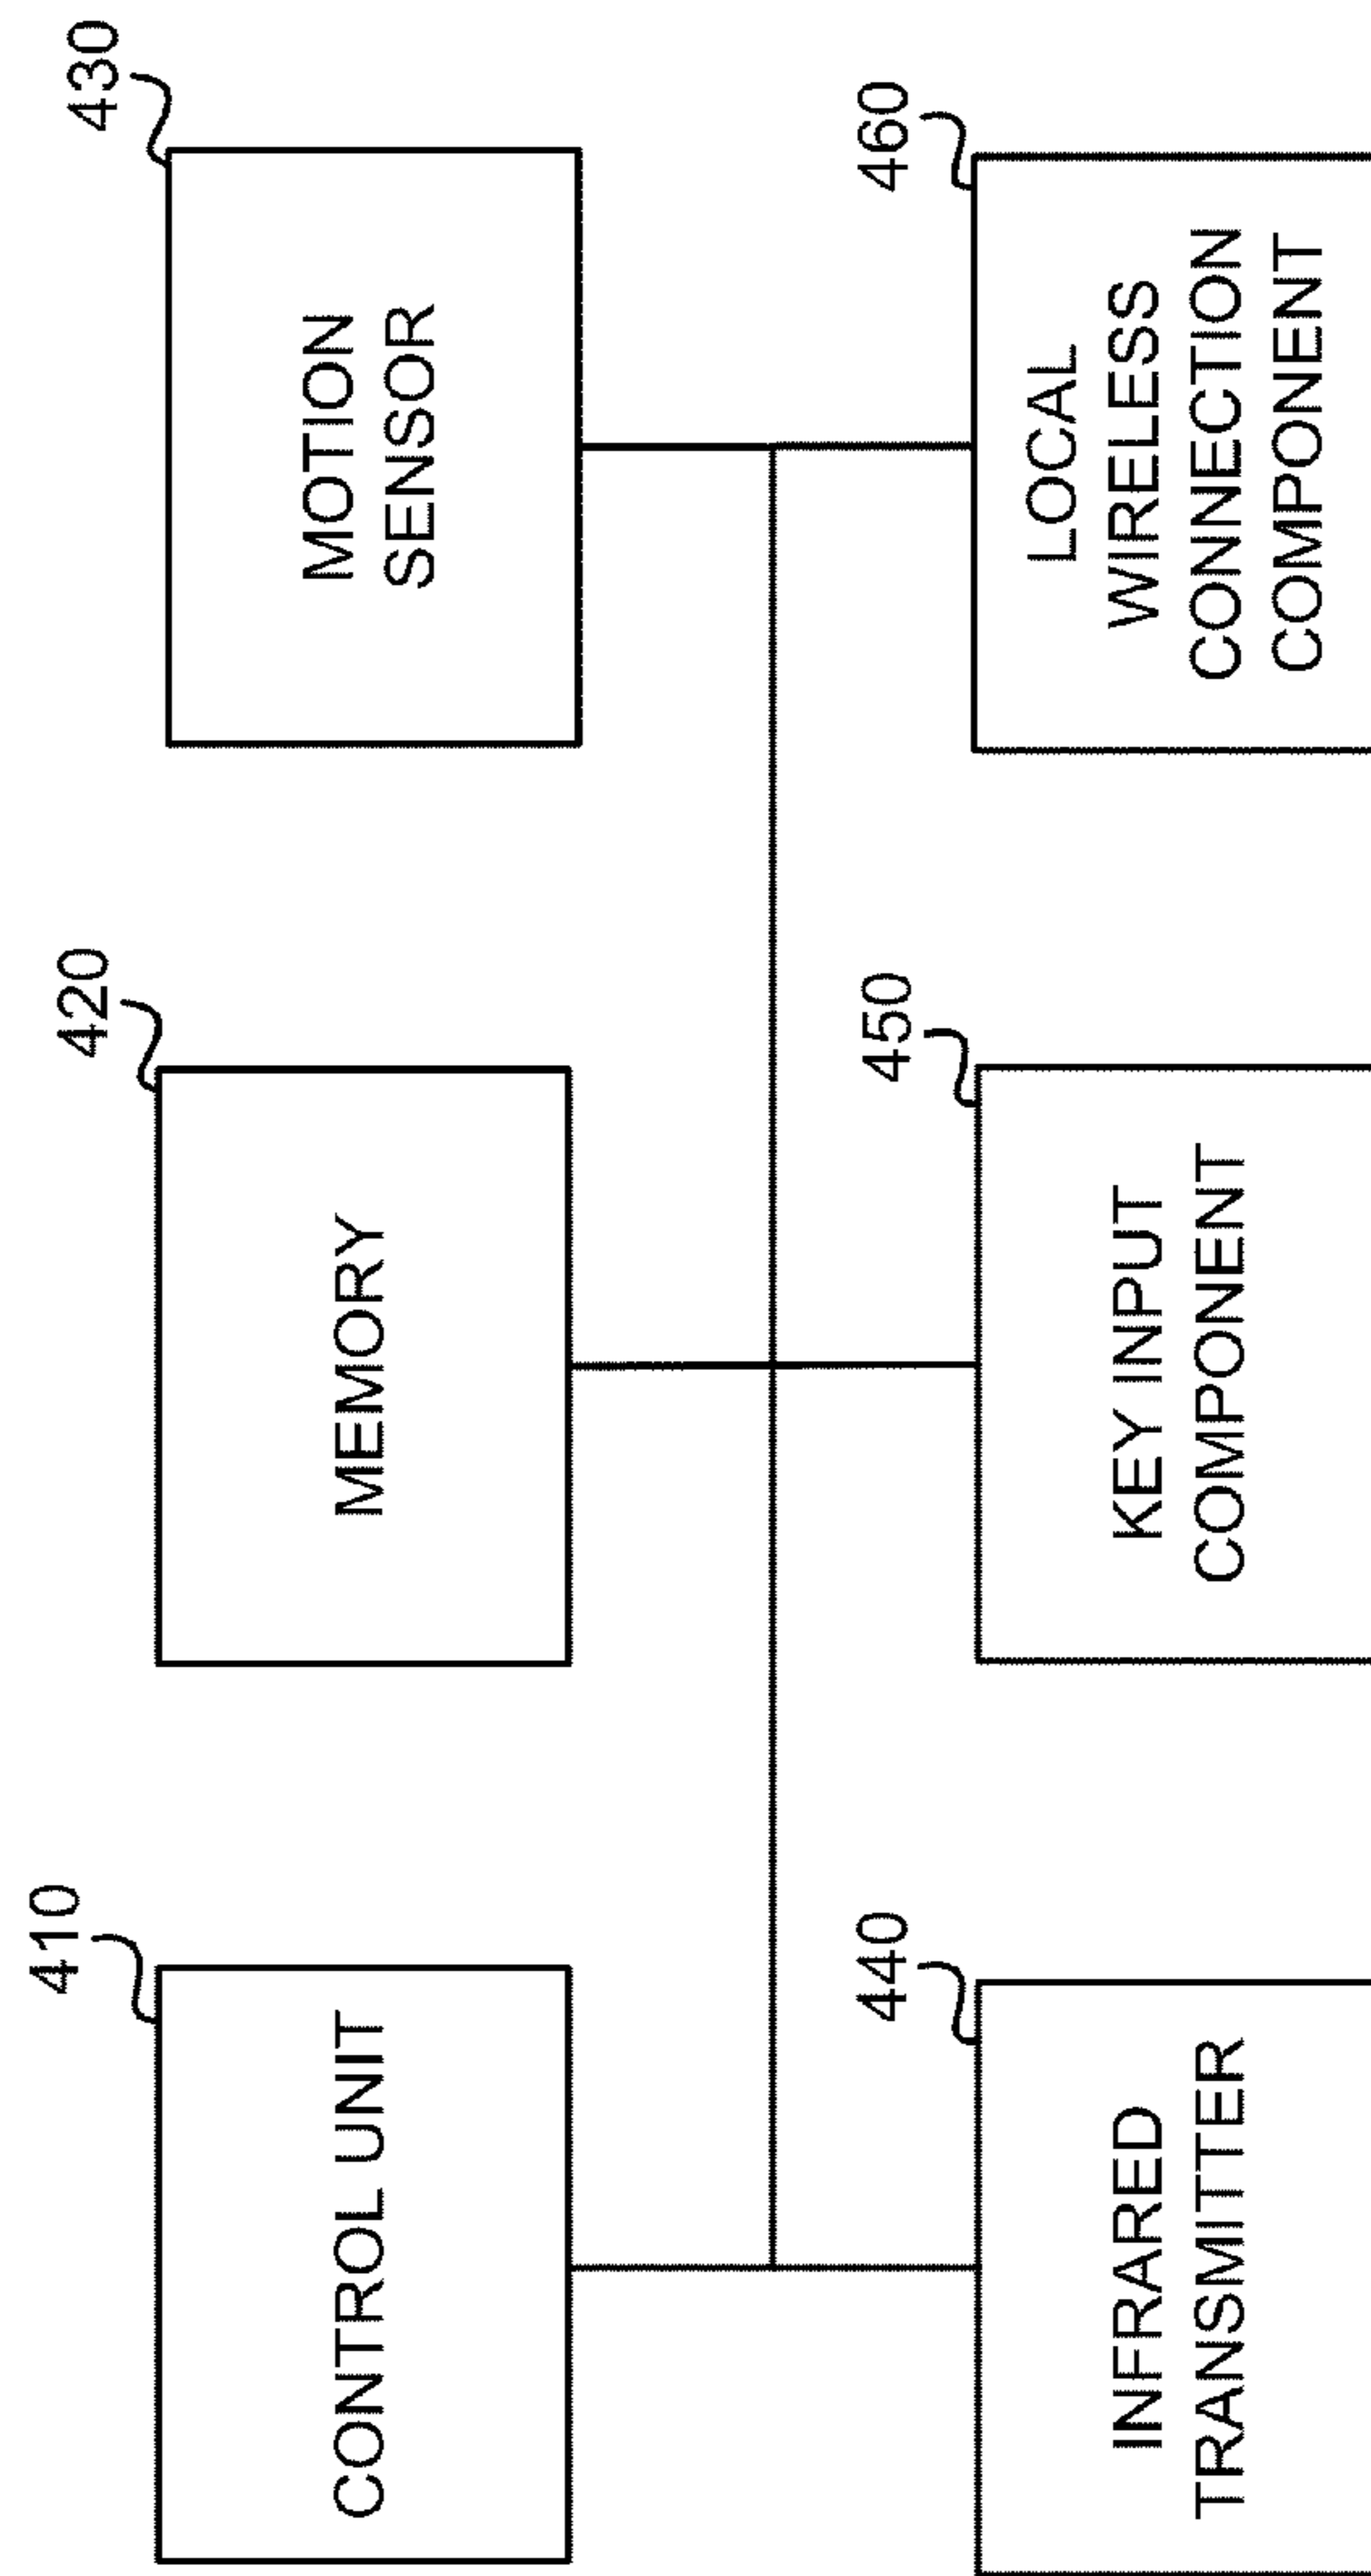 410
CONTROL UNIT
420
MEMORY
430
MOTION
SENSOR
440
INFRARED
TRANSMITTER
450
KEY INPUT
COMPONENT
460
LOCAL
WIRELESS
CONNECTION
COMPONENT